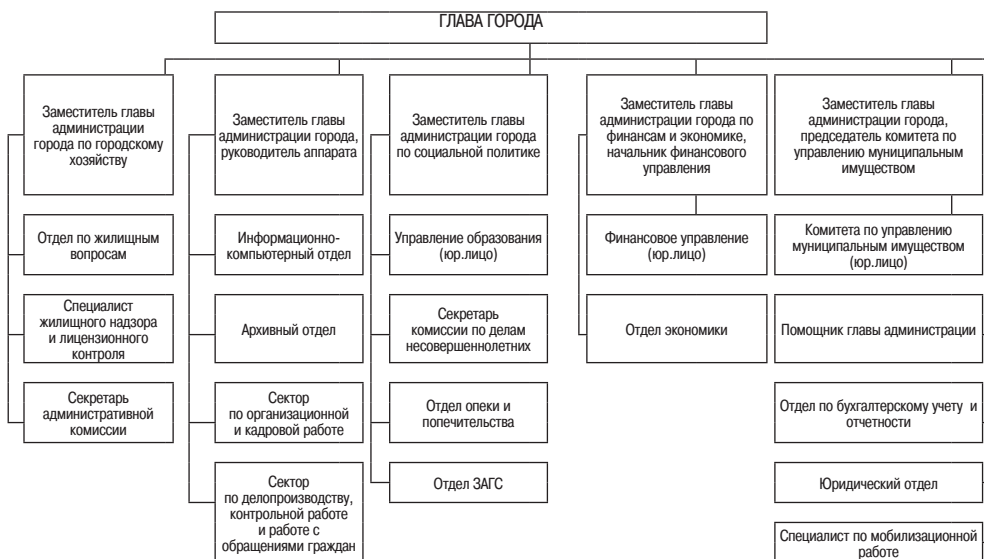 ГЛАВА ГОРОДА
Заместитель главы
администрации
города по городскому
хозяйству
Отдел по жилищным
вопросам
Специалист
жилищного надзора
и лицензионного
контроля
Секретарь
административной
комиссии
Заместитель главы
администрации города,
руководитель аппарата
Информационно-
компьютерный отдел
Архивный отдел
Сектор
по организационной
и кадровой работе
Сектор
по делопроизводству,
контрольной работе
и работе с
обращениями граждан
Заместитель главы
администрации города
по социальной политике
Управление образования
(юр.лицо)
Секретарь
комиссии по делам
несовершеннолетних
Отдел опеки и
попечительства
Отдел ЗАГС
Заместитель главы
администрации города по
финансам и экономике,
начальник финансового
управления
Финансовое управление
(юр.лицо)
Отдел экономики
Заместитель главы
администрации города,
председатель комитета по
управлению муниципальным
имуществом
Комитета по управлению
муниципальным имуществом
(юр.лицо)
Помощник главы администрации
Отдел по бухгалтерскому учету и
отчетности
Юридический отдел
Специалист по мобилизационной
работе